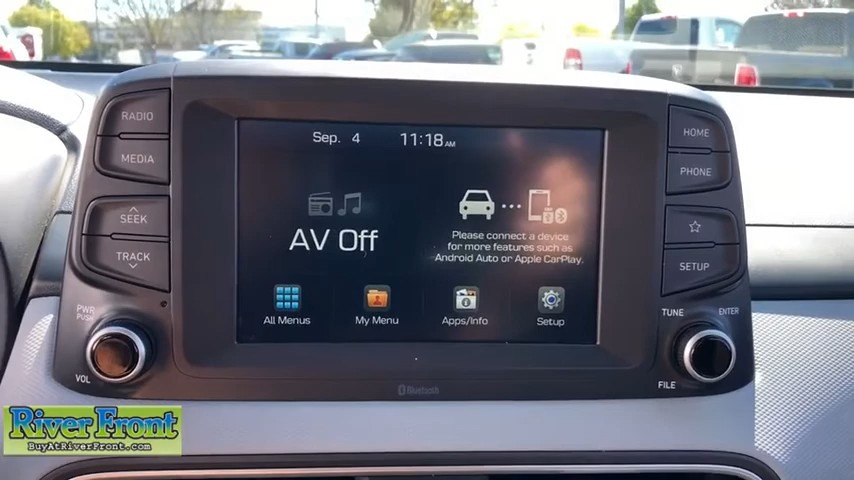 RADIO
MEDIA
SEEK
TRACK
PWR
PUSH
VOL
Sep. 4 11:18 AM
AV Off
Please connect a device
for more features such as
Android Auto or Apple CarPlay.
All Menus
My Menu
Apps/Info
Setup
HOME
PHONE
SETUP
TUNE
ENTER
FILE
Bluetooth
River Front
BuyAtRiverFront.com